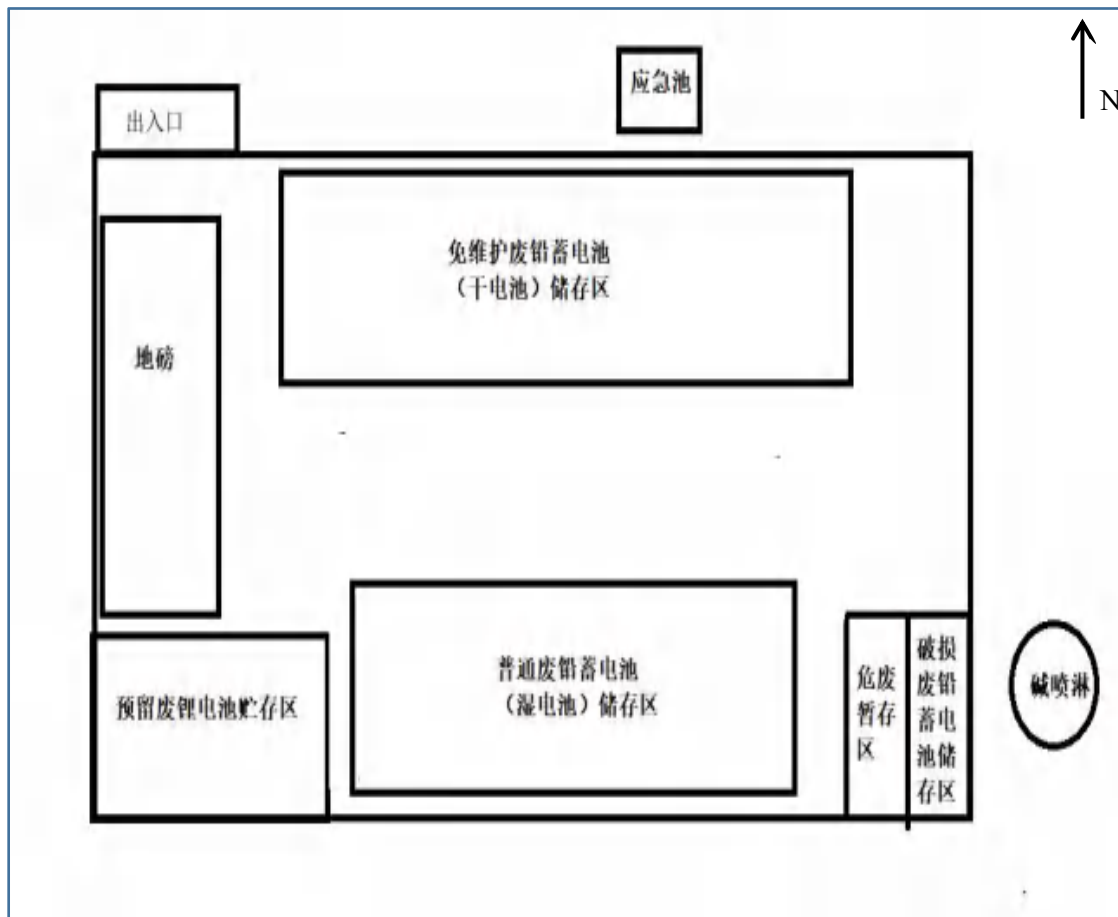 应急池
N
出入口
免维护废铅蓄电池
（干电池）储存区
地磅
普通废铅蓄电池
（湿电池）储存区
预留废锂电池贮存区
危废
暂存
区
破损
废铅
蓄电
池储
存区
碱喷淋